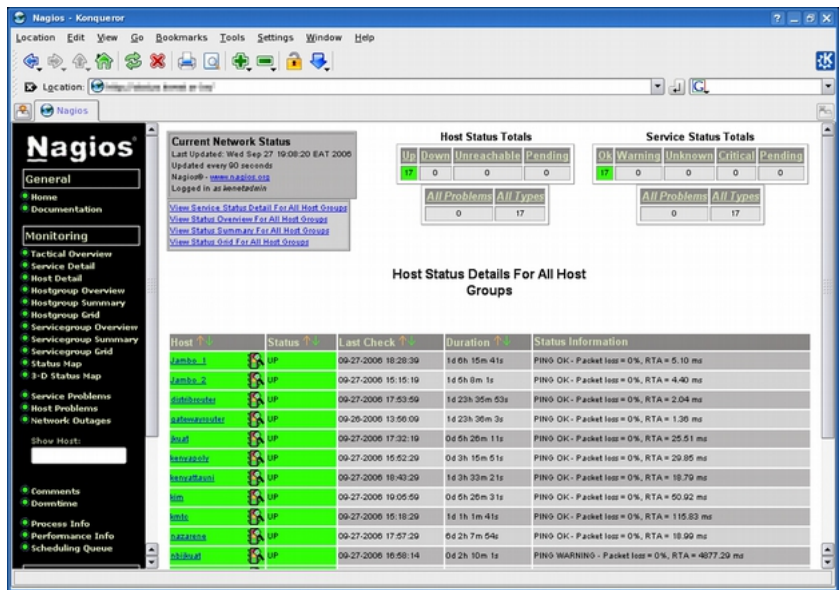 Nagios - Konqueror
Location Edit View Go Bookmarks Tools Settings Window Help
Location:
Nagios
Nagios®
General
Home
Documentation
Monitoring
Tactical Overview
Service Detail
Host Detail
Hostgroup Overview
Hostgroup Summary
Hostgroup Grid
Servicegroup Overview
Servicegroup Summary
Servicegroup Grid
Status Map
3-D Status Map
Service Problems
Host Problems
Network Outages
Show Host:
Comments
Downtime
Process Info
Performance Info
Scheduling Queue
Current Network Status
Last Updated: Wed Sep 27 19:08:20 EAT 2006
Updated every 90 seconds
Nagios® - www.nagios.org
Logged in as kenetadmin
View Service Status Detail For All Host Groups
View Status Overview For All Host Groups
View Status Summary For All Host Groups
View Status Grid For All Host Groups
Host Status Totals
Up Down Unreachable Pending
17 0 0 0
All Problems All Types
0 17
Service Status Totals
Ok Warning Unknown Critical Pending
17 0 0 0 0
All Problems All Types
0 17
Host Status Details For All Host
Groups
Host Status Last Check Duration Status Information
Jambo_1 UP 09-27-2006 18:28:39 1d 6h 15m 41s PING OK - Packet loss = 0%, RTA = 5.10 ms
Jambo_2 UP 09-27-2006 15:15:19 1d 5h 8m 1s PING OK - Packet loss = 0%, RTA = 4.40 ms
distribrouter UP 09-27-2006 17:53:59 1d 23h 35m 53s PING OK - Packet loss = 0%, RTA = 2.04 ms
gatewayrouter UP 09-26-2006 13:56:09 1d 23h 36m 3s PING OK - Packet loss = 0%, RTA = 1.36 ms
jkuat UP 09-27-2006 17:32:19 0d 5h 26m 11s PING OK - Packet loss = 0%, RTA = 25.51 ms
kenyapoly UP 09-27-2006 15:52:29 0d 3h 15m 51s PING OK - Packet loss = 0%, RTA = 29.85 ms
kenyattauni UP 09-27-2006 18:43:29 1d 3h 33m 21s PING OK - Packet loss = 0%, RTA = 18.79 ms
kim UP 09-27-2006 19:05:59 0d 5h 26m 31s PING OK - Packet loss = 0%, RTA = 50.92 ms
kmtc UP 09-27-2006 15:18:29 1d 1h 1m 41s PING OK - Packet loss = 0%, RTA = 115.83 ms
nazarene UP 09-27-2006 17:57:29 6d 2h 7m 54s PING OK - Packet loss = 0%, RTA = 18.99 ms
nbijkuat UP 09-27-2006 16:58:14 0d 2h 10m 1s PING WARNING - Packet loss = 0%, RTA = 4877.29 ms